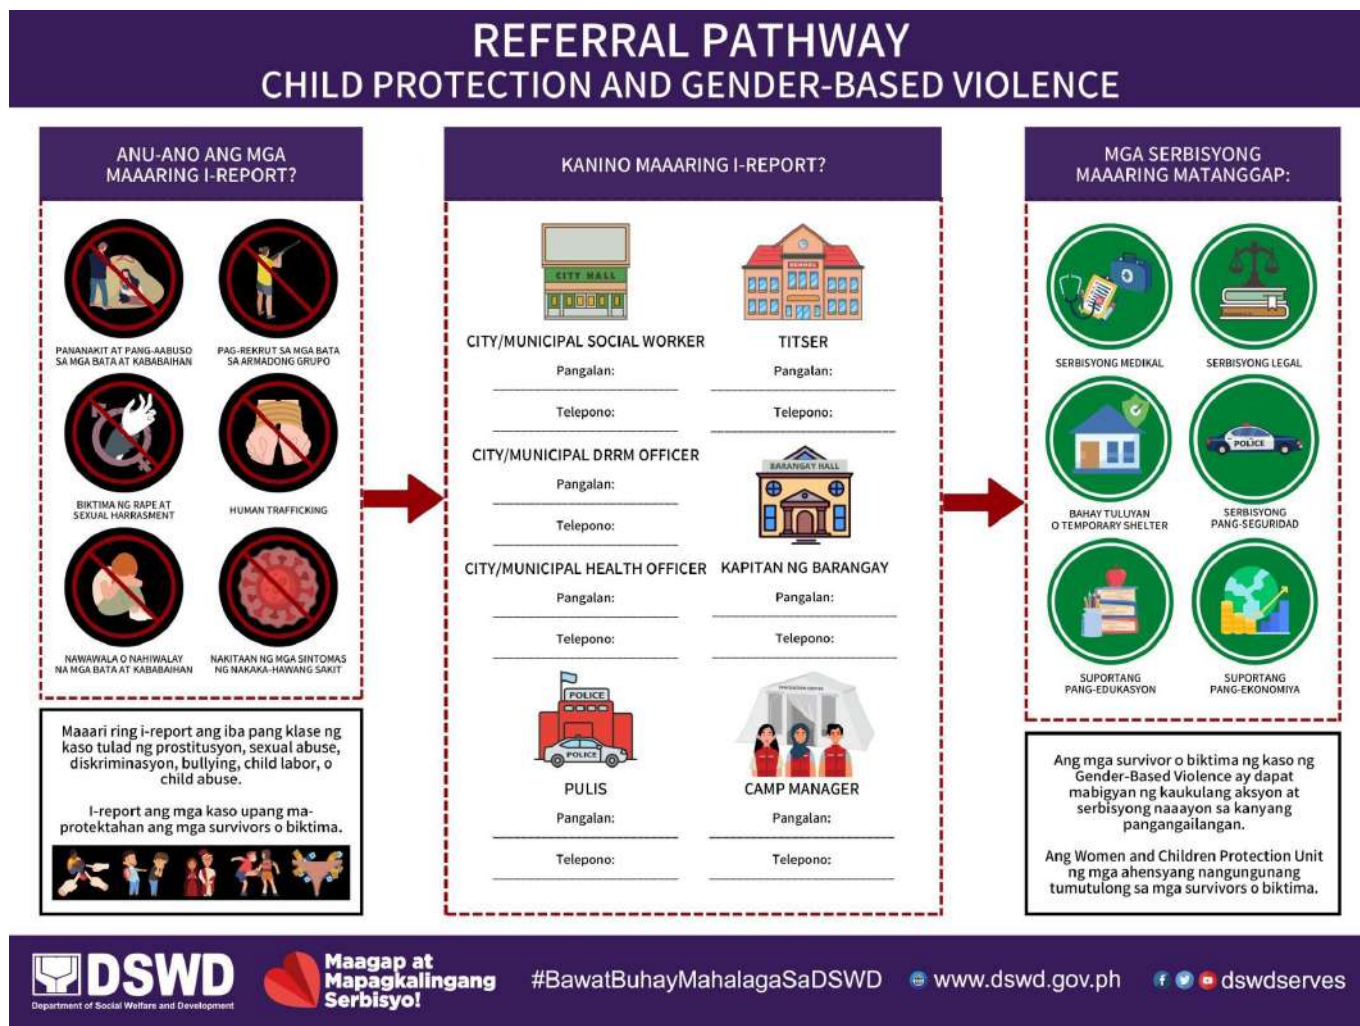 REFERRAL PATHWAY
CHILD PROTECTION AND GENDER-BASED VIOLENCE
ANU-ANO ANG MGA
MAAARING I-REPORT?
PANANAKIT AT PANG-AABUSO
SA MGA BATA AT KABABAIHAN
PAG-REKRUT SA MGA BATA
SA ARMADONG GRUPO
BIKTIMA NG RAPE AT
SEXUAL HARRASMENT
HUMAN TRAFFICKING
NAWAWALA O NAHIWALAY
NA MGA BATA AT KABABAIHAN
NAKITAAN NG MGA SINTOMAS
NG NAKAKA-HAWANG SAKIT
Maaari ring i-report ang iba pang klase ng
kaso tulad ng prostitusyon, sexual abuse,
diskriminasyon, bullying, child labor, o
child abuse.
I-report ang mga kaso upang ma-
protektahan ang mga survivors o biktima.
KANINO MAAARING I-REPORT?
CITY HALL
CITY/MUNICIPAL SOCIAL WORKER
Pangalan:
Telepono:
SCHOOL
TITSER
Pangalan:
Telepono:
CITY/MUNICIPAL DRRM OFFICER
Pangalan:
Telepono:
CITY/MUNICIPAL HEALTH OFFICER
Pangalan:
Telepono:
BARANGAY HALL
KAPITAN NG BARANGAY
Pangalan:
Telepono:
POLICE
POLICE
PULIS
Pangalan:
Telepono:
EVACUATION CENTER
CAMP MANAGER
Pangalan:
Telepono:
MGA SERBISYONG
MAAARING MATANGGAP:
SERBISYONG MEDIKAL
SERBISYONG LEGAL
BAHAY TULUYAN
O TEMPORARY SHELTER
POLICE
SERBISYONG
PANG-SEGURIDAD
SUPORTANG
PANG-EDUKASYON
SUPORTANG
PANG-EKONOMIYA
Ang mga survivor o biktima ng kaso ng
Gender-Based Violence ay dapat
mabigyan ng kaukulang aksyon at
serbisyong naaayon sa kanyang
pangangailangan.
Ang Women and Children Protection Unit
ng mga ahensyang nangungunang
tumutulong sa mga survivors o biktima.
DSWD
Department of Social Welfare and Development
Maagap at
Mapagkalingang
Serbisyo!
#BawatBuhayMahalagaSaDSWD
www.dswd.gov.ph
dswdserves